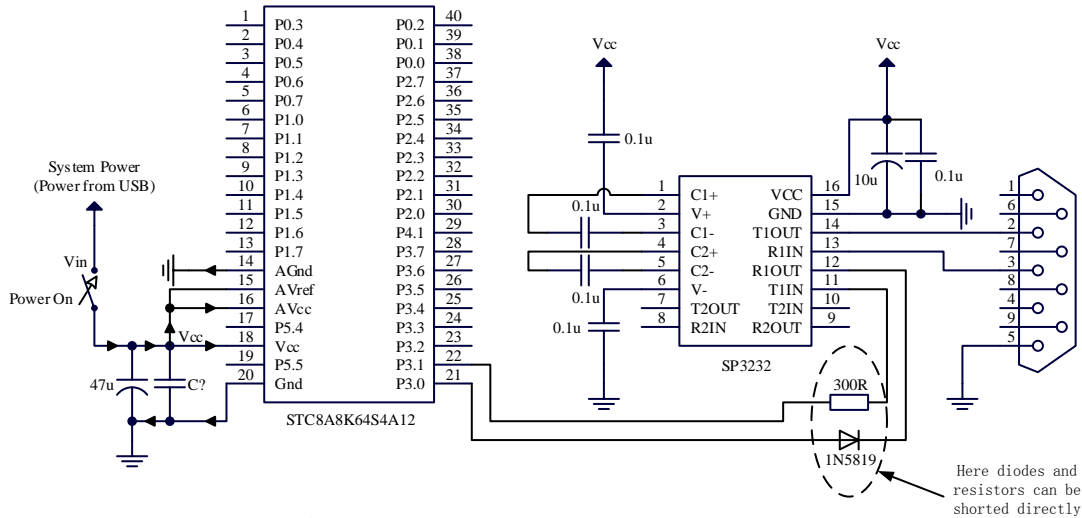 System Power
(Power from USB)
Vin
Power On
47u
C?
Vcc
1 P0.3
2 P0.4
3 P0.5
4 P0.6
5 P0.7
6 P1.0
7 P1.1
8 P1.2
9 P1.3
10 P1.4
11 P1.5
12 P1.6
13 P1.7
14 AGnd
15 AVref
16 AVcc
17 P5.4
18 Vcc
19 P5.5
20 Gnd
P0.2 40
P0.1 39
P0.0 38
P2.7 37
P2.6 36
P2.5 35
P2.4 34
P2.3 33
P2.2 32
P2.1 31
P2.0 30
P4.1 29
P3.7 28
P3.6 27
P3.5 26
P3.4 25
P3.3 24
P3.2 23
P3.1 22
P3.0 21
STC8A8K64S4A12
Vcc
0.1u
0.1u
0.1u
0.1u
1 C1+
2 V+
3 C1-
4 C2+
5 C2-
6 V-
7 T2OUT
8 R2IN
VCC 16
GND 15
T1OUT 14
R1IN 13
R1OUT 12
T1IN 11
T2IN 10
R2OUT 9
SP3232
Vcc
10u
0.1u
1
6
2
7
3
8
4
9
5
300R
1N5819
Here diodes and
resistors can be
shorted directly